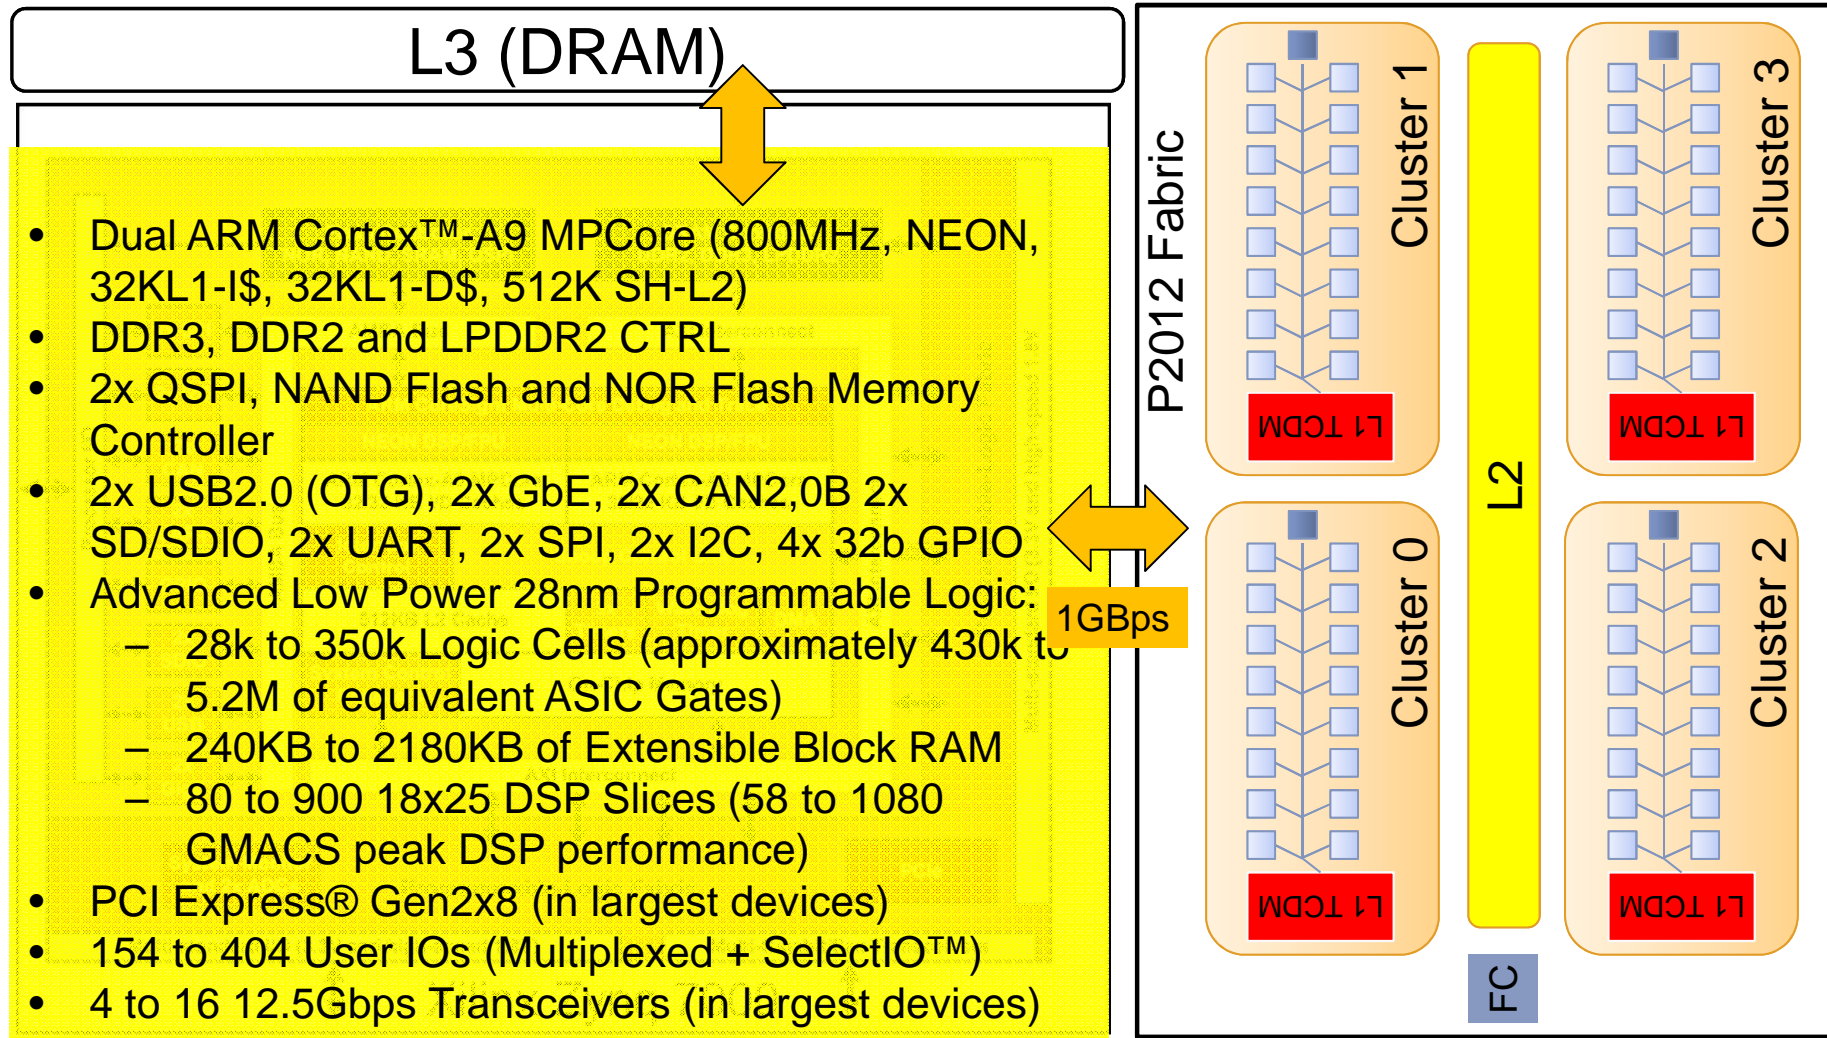 L3 (DRAM)
• Dual ARM Cortex™-A9 MPCore (800MHz, NEON,
32KL1-I$, 32KL1-D$, 512K SH-L2)
• DDR3, DDR2 and LPDDR2 CTRL
• 2x QSPI, NAND Flash and NOR Flash Memory
Controller
• 2x USB2.0 (OTG), 2x GbE, 2x CAN2,0B 2x
SD/SDIO, 2x UART, 2x SPI, 2x I2C, 4x 32b GPIO
• Advanced Low Power 28nm Programmable Logic:
– 28k to 350k Logic Cells (approximately 430k to
5.2M of equivalent ASIC Gates)
– 240KB to 2180KB of Extensible Block RAM
– 80 to 900 18x25 DSP Slices (58 to 1080
GMACS peak DSP performance)
• PCI Express® Gen2x8 (in largest devices)
• 154 to 404 User IOs (Multiplexed + SelectIO™)
• 4 to 16 12.5Gbps Transceivers (in largest devices)
1GBps
P2012 Fabric
Cluster 1
L1 TCDM
Cluster 3
L1 TCDM
L2
Cluster 0
L1 TCDM
Cluster 2
L1 TCDM
FC